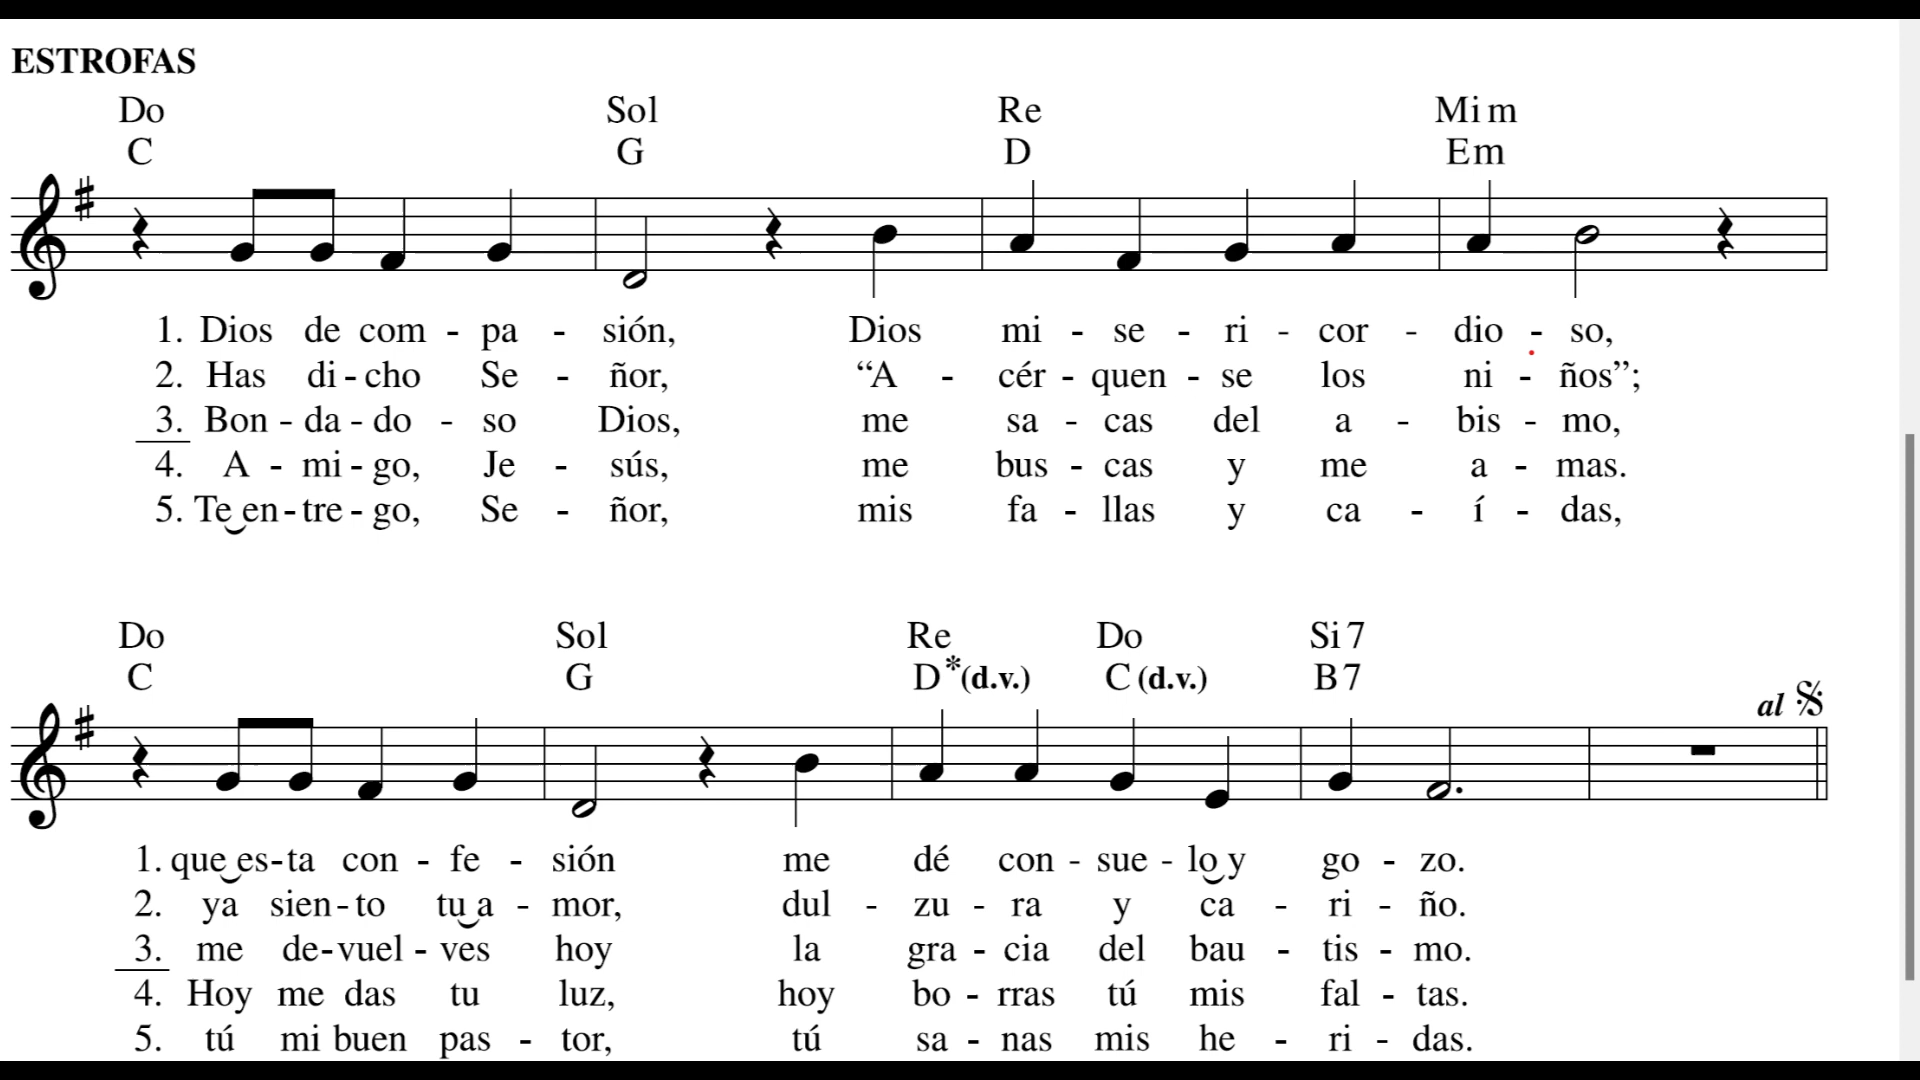 ESTROFAS
Do Sol Re Mi m
C G D Em
1. Dios de com - pa - sión, Dios mi - se - ri - cor - dio - so,
2. Has di - cho Se - ñor, “A - cér - quen - se los ni - ños”;
3. Bon - da - do - so Dios, me sa - cas del a - bis - mo,
4. A - mi - go, Je - sús, me bus - cas y me a - mas.
5. Te en - tre - go, Se - ñor, mis fa - llas y ca - í - das,
Do Sol Re Do Si 7
C G D*(d.v.) C (d.v.) B 7
al
1. que es - ta con - fe - sión me dé con - sue - lo y go - zo.
2. ya sien - to tu a - mor, dul - zu - ra y ca - ri - ño.
3. me de - vuel - ves hoy la gra - cia del bau - tis - mo.
4. Hoy me das tu luz, hoy bo - rras tú mis fal - tas.
5. tú mi buen pas - tor, tú sa - nas mis he - ri - das.